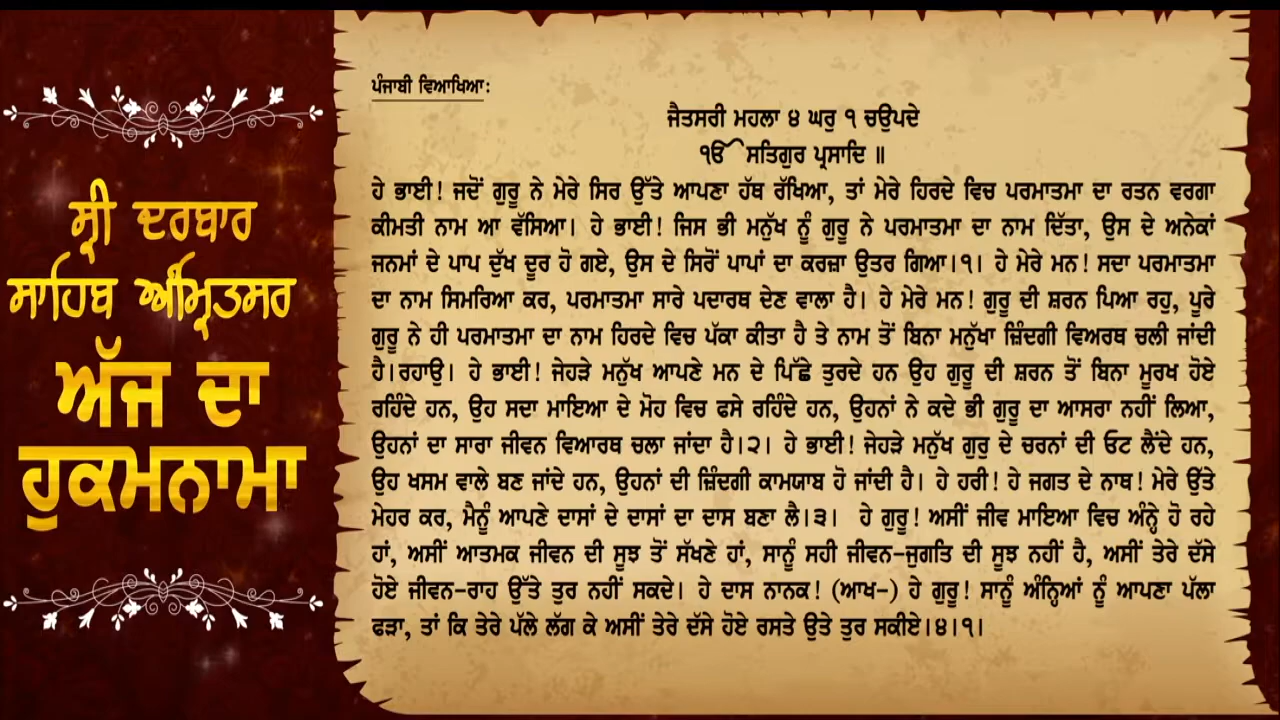 ਸ੍ਰੀ ਦਰਬਾਰ
ਸਾਹਿਬ ਅੰਮ੍ਰਿਤਸਰ
ਅੱਜ ਦਾ
ਹੁਕਮਨਾਮਾ
ਪੰਜਾਬੀ ਵਿਆਖਿਆ:
ਜੈਤਸਰੀ ਮਹਲਾ ੪ ਘਰੁ ੧ ਚਉਪਦੇ
ੴ ਸਤਿਗੁਰ ਪ੍ਰਸਾਦਿ ॥
ਹੇ ਭਾਈ! ਜਦੋਂ ਗੁਰੂ ਨੇ ਮੇਰੇ ਸਿਰ ਉੱਤੇ ਆਪਣਾ ਹੱਥ ਰੱਖਿਆ, ਤਾਂ ਮੇਰੇ ਹਿਰਦੇ ਵਿਚ ਪਰਮਾਤਮਾ ਦਾ ਰਤਨ ਵਰਗਾ
ਕੀਮਤੀ ਨਾਮ ਆ ਵੱਸਿਆ। ਹੇ ਭਾਈ! ਜਿਸ ਭੀ ਮਨੁੱਖ ਨੂੰ ਗੁਰੂ ਨੇ ਪਰਮਾਤਮਾ ਦਾ ਨਾਮ ਦਿੱਤਾ, ਉਸ ਦੇ ਅਨੇਕਾਂ
ਜਨਮਾਂ ਦੇ ਪਾਪ ਦੁੱਖ ਦੂਰ ਹੋ ਗਏ, ਉਸ ਦੇ ਸਿਰੋਂ ਪਾਪਾਂ ਦਾ ਕਰਜ਼ਾ ਉਤਰ ਗਿਆ।੧। ਹੇ ਮੇਰੇ ਮਨ! ਸਦਾ ਪਰਮਾਤਮਾ
ਦਾ ਨਾਮ ਸਿਮਰਿਆ ਕਰ, ਪਰਮਾਤਮਾ ਸਾਰੇ ਪਦਾਰਥ ਦੇਣ ਵਾਲਾ ਹੈ। ਹੇ ਮੇਰੇ ਮਨ! ਗੁਰੂ ਦੀ ਸ਼ਰਨ ਪਿਆ ਰਹੁ, ਪੂਰੇ
ਗੁਰੂ ਨੇ ਹੀ ਪਰਮਾਤਮਾ ਦਾ ਨਾਮ ਹਿਰਦੇ ਵਿਚ ਪੱਕਾ ਕੀਤਾ ਹੈ ਤੇ ਨਾਮ ਤੋਂ ਬਿਨਾ ਮਨੁੱਖਾ ਜ਼ਿੰਦਗੀ ਵਿਅਰਥ ਚਲੀ ਜਾਂਦੀ
ਹੈ।ਰਹਾਉ। ਹੇ ਭਾਈ! ਜੇਹੜੇ ਮਨੁੱਖ ਆਪਣੇ ਮਨ ਦੇ ਪਿੱਛੇ ਤੁਰਦੇ ਹਨ ਉਹ ਗੁਰੂ ਦੀ ਸ਼ਰਨ ਤੋਂ ਬਿਨਾ ਮੂਰਖ ਹੋਏ
ਰਹਿੰਦੇ ਹਨ, ਉਹ ਸਦਾ ਮਾਇਆ ਦੇ ਮੋਹ ਵਿਚ ਫਸੇ ਰਹਿੰਦੇ ਹਨ, ਉਹਨਾਂ ਨੇ ਕਦੇ ਭੀ ਗੁਰੂ ਦਾ ਆਸਰਾ ਨਹੀਂ ਲਿਆ,
ਉਹਨਾਂ ਦਾ ਸਾਰਾ ਜੀਵਨ ਵਿਆਰਥ ਚਲਾ ਜਾਂਦਾ ਹੈ।੨। ਹੇ ਭਾਈ! ਜੇਹੜੇ ਮਨੁੱਖ ਗੁਰੂ ਦੇ ਚਰਨਾਂ ਦੀ ਓਟ ਲੈਂਦੇ ਹਨ,
ਉਹ ਖਸਮ ਵਾਲੇ ਬਣ ਜਾਂਦੇ ਹਨ, ਉਹਨਾਂ ਦੀ ਜ਼ਿੰਦਗੀ ਕਾਮਯਾਬ ਹੋ ਜਾਂਦੀ ਹੈ। ਹੇ ਹਰੀ! ਹੇ ਜਗਤ ਦੇ ਨਾਥ! ਮੇਰੇ ਉੱਤੇ
ਮੇਹਰ ਕਰ, ਮੈਨੂੰ ਆਪਣੇ ਦਾਸਾਂ ਦੇ ਦਾਸਾਂ ਦਾ ਦਾਸ ਬਣਾ ਲੈ।੩। ਹੇ ਗੁਰੂ! ਅਸੀਂ ਜੀਵ ਮਾਇਆ ਵਿਚ ਅੰਨ੍ਹੇ ਹੋ ਰਹੇ
ਹਾਂ, ਅਸੀਂ ਆਤਮਕ ਜੀਵਨ ਦੀ ਸੂਝ ਤੋਂ ਸੱਖਣੇ ਹਾਂ, ਸਾਨੂੰ ਸਹੀ ਜੀਵਨ-ਜੁਗਤਿ ਦੀ ਸੂਝ ਨਹੀਂ ਹੈ, ਅਸੀਂ ਤੇਰੇ ਦੱਸੇ
ਹੋਏ ਜੀਵਨ-ਰਾਹ ਉੱਤੇ ਤੁਰ ਨਹੀਂ ਸਕਦੇ। ਹੇ ਦਾਸ ਨਾਨਕ! (ਆਖ-) ਹੇ ਗੁਰੂ! ਸਾਨੂੰ ਅੰਨ੍ਹਿਆਂ ਨੂੰ ਆਪਣਾ ਪੱਲਾ
ਫੜਾ, ਤਾਂ ਕਿ ਤੇਰੇ ਪੱਲੇ ਲੱਗ ਕੇ ਅਸੀਂ ਤੇਰੇ ਦੱਸੇ ਹੋਏ ਰਸਤੇ ਉਤੇ ਤੁਰ ਸਕੀਏ।੪।੧।